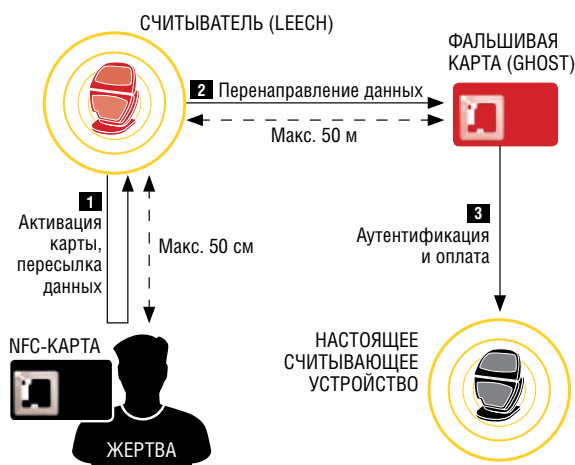 СЧИТЫВАТЕЛЬ (LEECH)
ФАЛЬШИВАЯ
КАРТА (GHOST)
2 Перенаправление данных
Макс. 50 м
1
Активация
карты,
пересылка
данных
Макс. 50 см
3
Аутентификация
и оплата
NFC-КАРТА
ЖЕРТВА
НАСТОЯЩЕЕ
СЧИТЫВАЮЩЕЕ
УСТРОЙСТВО